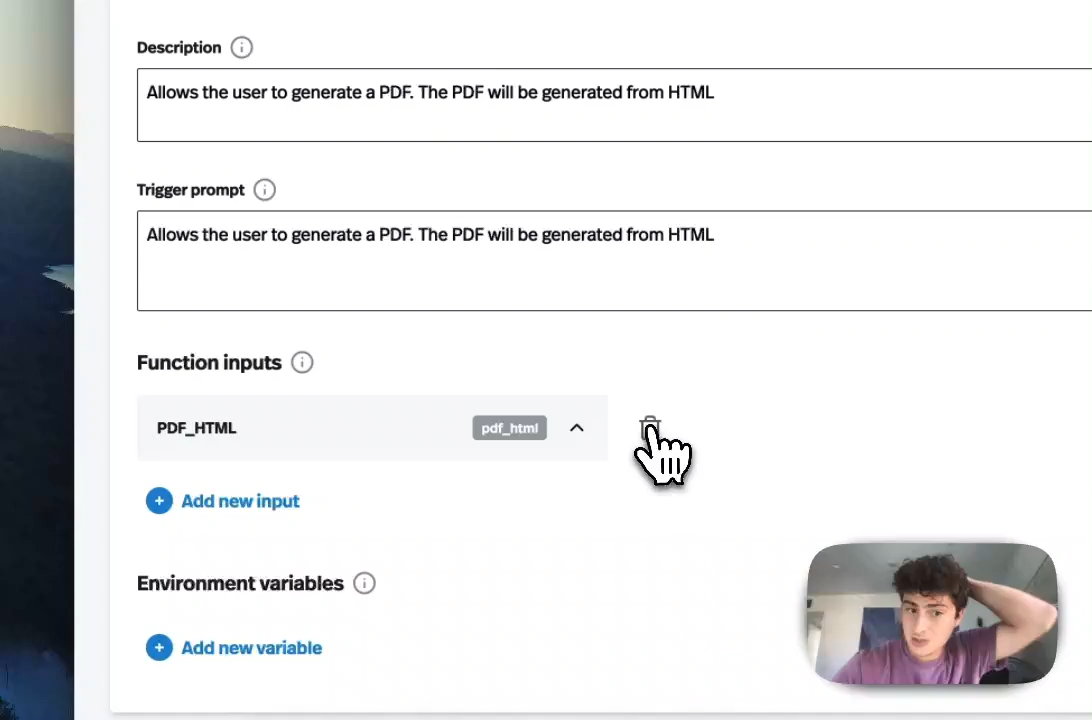 Description
Allows the user to generate a PDF. The PDF will be generated from HTML
Trigger prompt
Allows the user to generate a PDF. The PDF will be generated from HTML
Function inputs
PDF_HTML pdf_html
Add new input
Environment variables
Add new variable